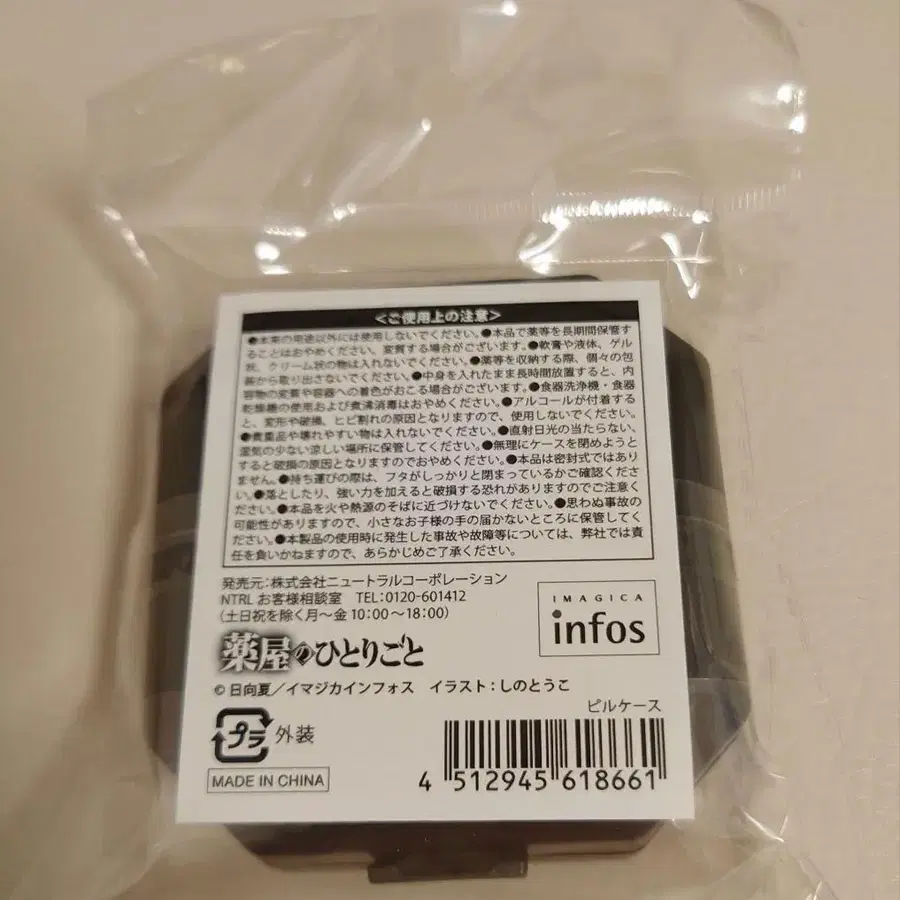 ＜ご使用上の注意＞
●本来の用途以外には使用しないでください。●本品で薬等を長期間保管す
ることはおやめください、変質する場合がございます。●軟膏や液体、ゲル
状、クリーム状の物は入れないでください。●薬等を収納する際、個々の包
装から取り出さないでください。●中身を入れたまま長時間放置すると、内
容物の変質や容器への着色がおこる場合がございます。●食器洗浄機・食器
乾燥機の使用および煮沸消毒はおやめください。●アルコールが付着する
と、変形や破損、ヒビ割れの原因となりますので、使用しないでください。
●貴重品や壊れやすい物は入れないでください。●直射日光の当たらない、
湿気の少ない涼しい場所に保管してください。●無理にケースを閉めようと
すると破損の原因となりますのでおやめください。●本品は密封式ではあり
ません。●持ち運びの際は、フタがしっかりと閉まっているかご確認くださ
い。●落としたり、強い力を加えると破損する恐れがありますのでご注意く
ださい。●本品を火や熱源のそばに近づけないでください。●思わぬ事故の
可能性がありますので、小さなお子様の手の届かないところに保管してく
ださい。●本製品の使用時に発生した事故や故障等については、弊社では責
任を負いかねますので、あらかじめご了承ください。
発売元：株式会社ニュートラルコーポレーション
NTRL お客様相談室　TEL：0120-601412
（土日祝を除く月～金 10：00～18：00）
IMAGICA
infos
薬屋のひとりごと
© 日向夏／イマジカインフォス　イラスト：しのとうこ
ピルケース
プラ 外装
MADE IN CHINA
4 512945 618661